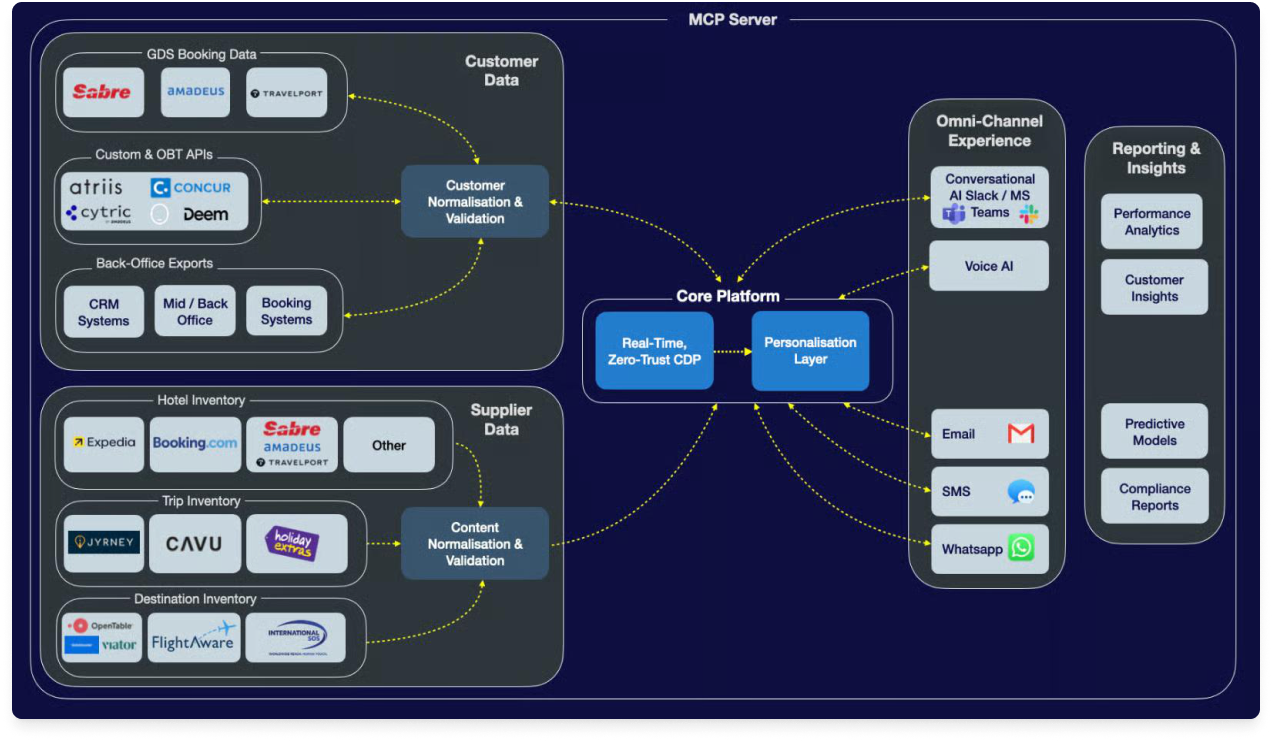 MCP Server
Customer
Data
GDS Booking Data
Sabre
amadeus
TRAVELPORT
Custom & OBT APIs
atriis
C. CONCUR
cytric
BY AMADEUS
Deem
Back-Office Exports
CRM
Systems
Mid / Back
Office
Booking
Systems
Customer
Normalisation &
Validation
Supplier
Data
Hotel Inventory
Expedia
Booking.com
Sabre
amadeus
TRAVELPORT
Other
Trip Inventory
JYRNEY
CAVU
holiday
extras
Destination Inventory
OpenTable
viator
FlightAware
INTERNATIONAL
SOS
Content
Normalisation &
Validation
Core Platform
Real-Time,
Zero-Trust CDP
Personalisation
Layer
Omni-Channel
Experience
Conversational
AI Slack / MS
Teams
Voice AI
Email
SMS
Whatsapp
Reporting &
Insights
Performance
Analytics
Customer
Insights
Predictive
Models
Compliance
Reports